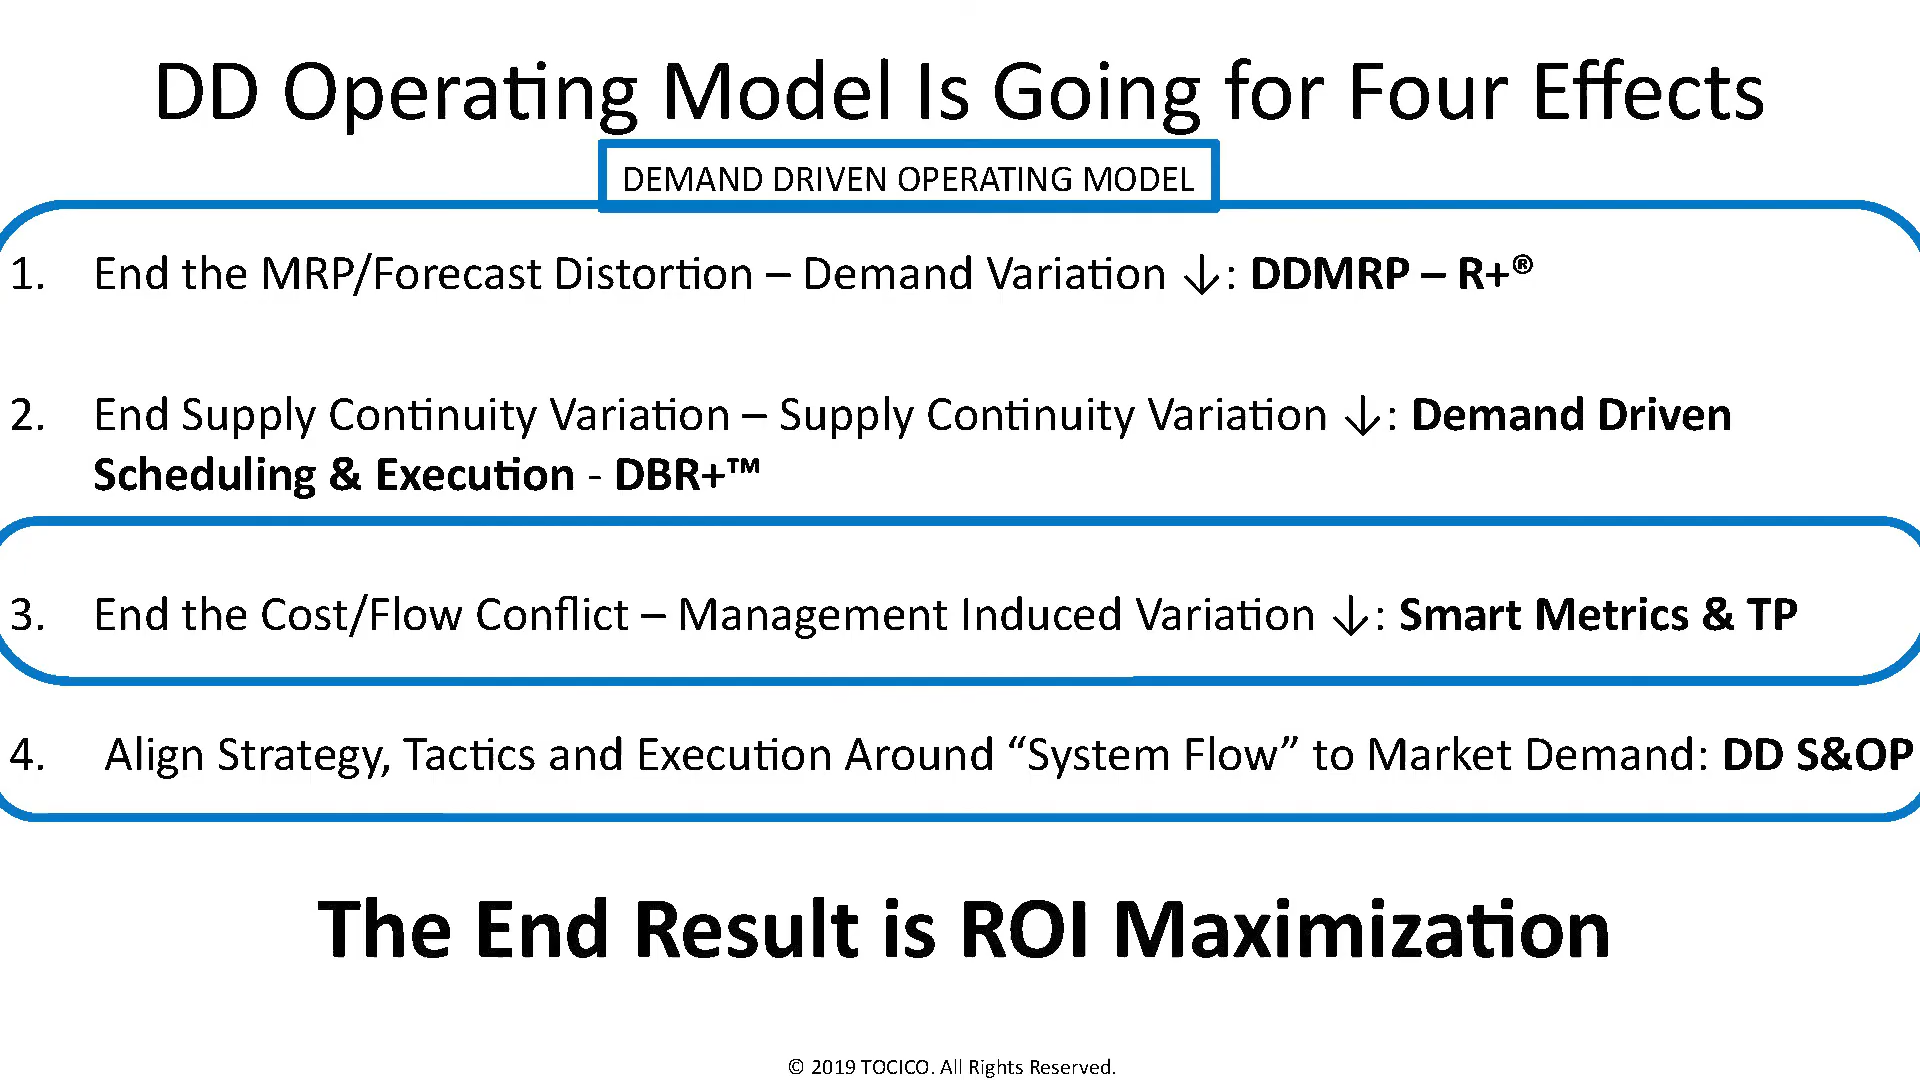 DD Operating Model Is Going for Four Effects
DEMAND DRIVEN OPERATING MODEL
1. End the MRP/Forecast Distortion – Demand Variation ↓: DDMRP – R+®
2. End Supply Continuity Variation – Supply Continuity Variation ↓: Demand Driven
Scheduling & Execution - DBR+™
3. End the Cost/Flow Conflict – Management Induced Variation ↓: Smart Metrics & TP
4. Align Strategy, Tactics and Execution Around “System Flow” to Market Demand: DD S&OP
The End Result is ROI Maximization
© 2019 TOCICO. All Rights Reserved.